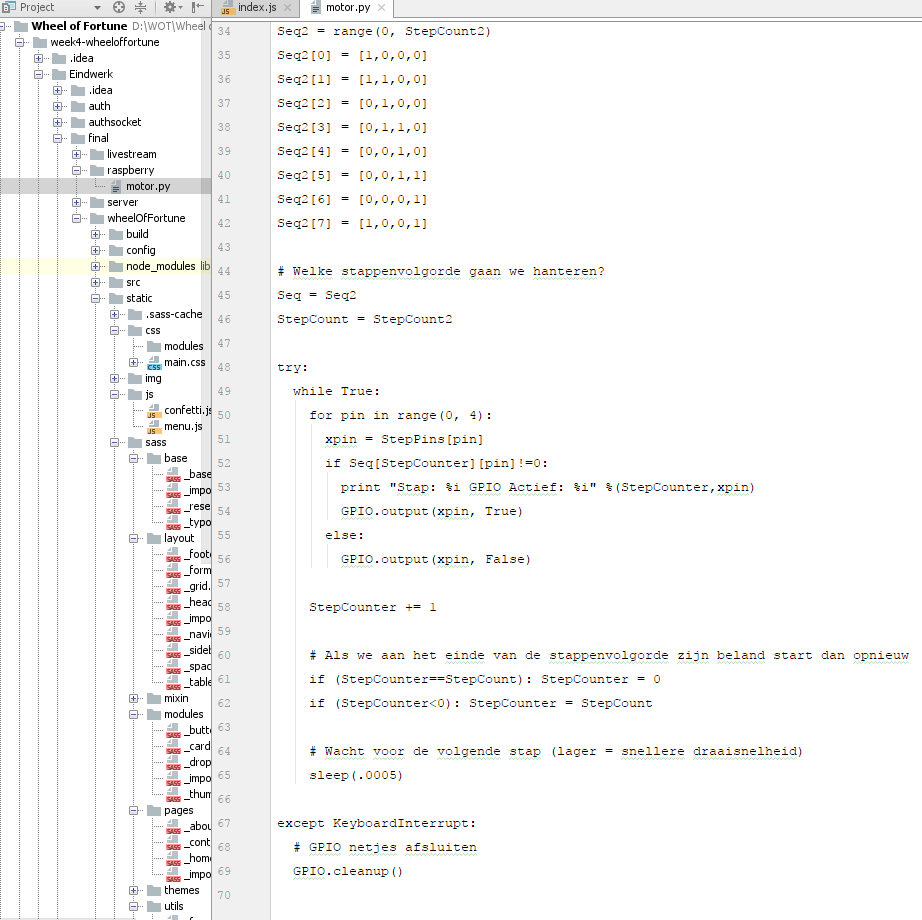 Project
index.js
motor.py
Wheel of Fortune D:\WOT\Wheel
week4-wheeloffortune
.idea
Eindwerk
.idea
auth
authsocket
final
livestream
raspberry
motor.py
server
wheelOfFortune
build
config
node_modules lib
src
static
.sass-cache
css
modules
main.css
img
js
confetti.js
menu.js
sass
base
_base
_impo
_rese
_typo
layout
_foote
_form
_grid.
_head
_impo
_navi
_sideb
_spac
_table
mixin
modules
_butto
_card
_drop
_impo
_thum
pages
_abou
_cont
_home
_impo
themes
utils
34 Seq2 = range(0, StepCount2)
35 Seq2[0] = [1,0,0,0]
36 Seq2[1] = [1,1,0,0]
37 Seq2[2] = [0,1,0,0]
38 Seq2[3] = [0,1,1,0]
39 Seq2[4] = [0,0,1,0]
40 Seq2[5] = [0,0,1,1]
41 Seq2[6] = [0,0,0,1]
42 Seq2[7] = [1,0,0,1]
43
44 # Welke stappenvolgorde gaan we hanteren?
45 Seq = Seq2
46 StepCount = StepCount2
47
48 try:
49 while True:
50 for pin in range(0, 4):
51 xpin = StepPins[pin]
52 if Seq[StepCounter][pin]!=0:
53 print "Stap: %i GPIO Actief: %i" %(StepCounter,xpin)
54 GPIO.output(xpin, True)
55 else:
56 GPIO.output(xpin, False)
57
58 StepCounter += 1
59
60 # Als we aan het einde van de stappenvolgorde zijn beland start dan opnieuw
61 if (StepCounter==StepCount): StepCounter = 0
62 if (StepCounter<0): StepCounter = StepCount
63
64 # Wacht voor de volgende stap (lager = snellere draaisnelheid)
65 sleep(.0005)
66
67 except KeyboardInterrupt:
68 # GPIO netjes afsluiten
69 GPIO.cleanup()
70